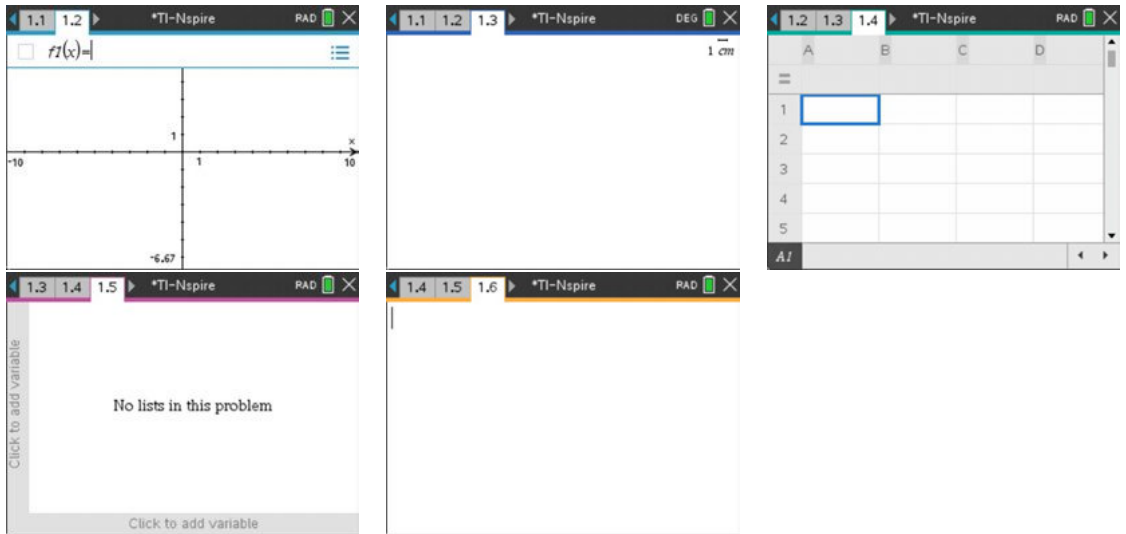 1.1 1.2 *TI-Nspire RAD
f1(x)=
1
x
-10 1 10
-6.67
1.1 1.2 1.3 *TI-Nspire DEG
1 cm
1.2 1.3 1.4 *TI-Nspire RAD
A B C D
=
1
2
3
4
5
A1
1.3 1.4 1.5 *TI-Nspire RAD
Click to add variable
No lists in this problem
Click to add variable
1.4 1.5 1.6 *TI-Nspire RAD